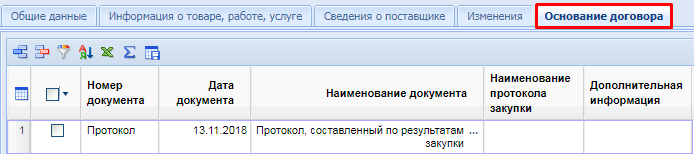 Общие данные Информация о товаре, работе, услуге Сведения о поставщике Изменения Основание договора
Номер документа Дата документа Наименование документа Наименование протокола закупки Дополнительная информация
1 Протокол 13.11.2018 Протокол, составленный по результатам ... закупки